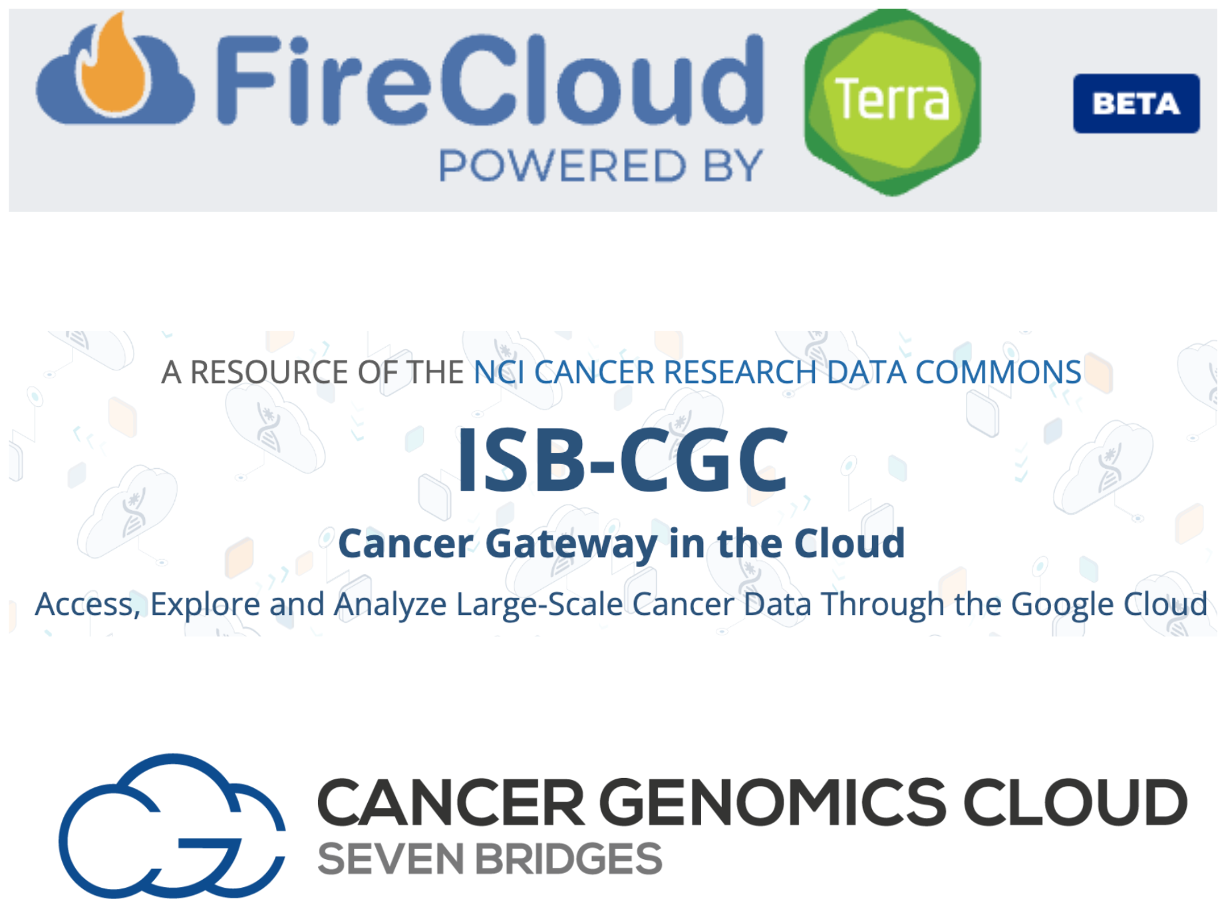 FireCloud
POWERED BY
Terra
BETA
A RESOURCE OF THE NCI CANCER RESEARCH DATA COMMONS
ISB-CGC
Cancer Gateway in the Cloud
Access, Explore and Analyze Large-Scale Cancer Data Through the Google Cloud
CGC
CANCER GENOMICS CLOUD
SEVEN BRIDGES